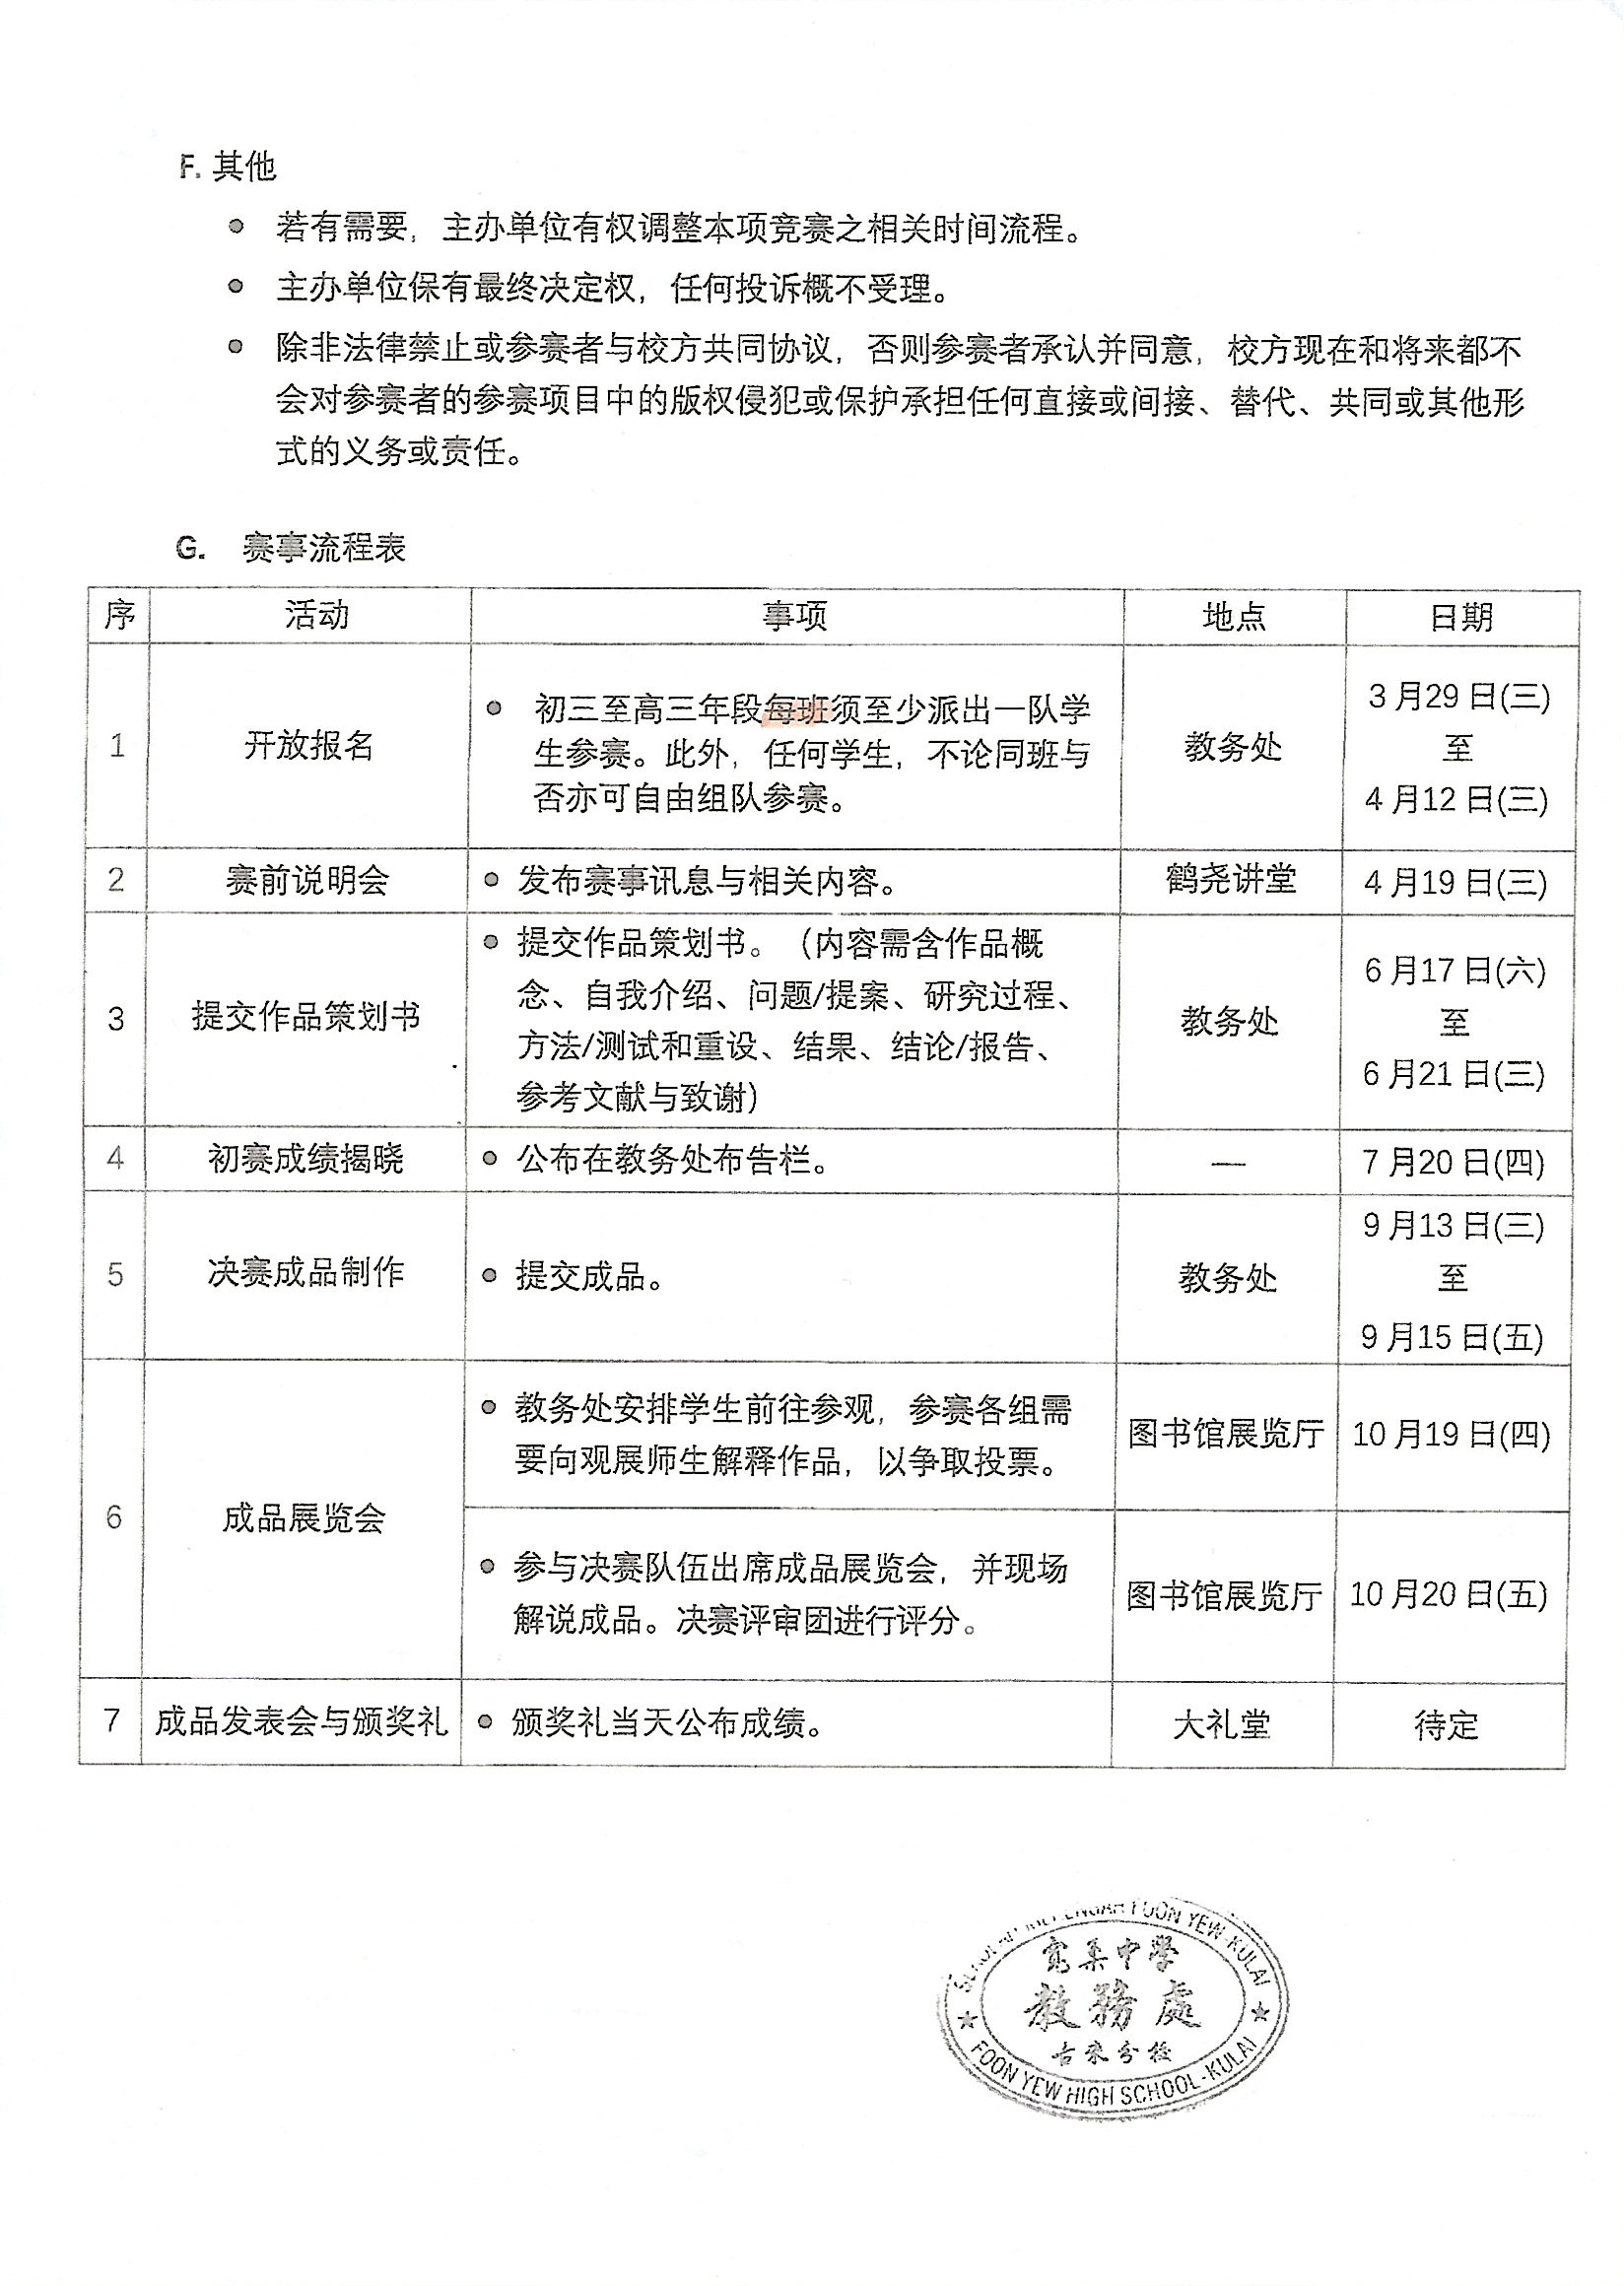 F. 其他
● 若有需要，主办单位有权调整本项竞赛之相关时间流程。
● 主办单位保有最终决定权，任何投诉概不受理。
● 除非法律禁止或参赛者与校方共同协议，否则参赛者承认并同意，校方现在和将来都不
会对参赛者的参赛项目中的版权侵犯或保护承担任何直接或间接、替代、共同或其他形
式的义务或责任。
G. 赛事流程表
序 活动 事项 地点 日期
1 开放报名
● 初三至高三年段每班须至少派出一队学
生参赛。此外，任何学生，不论同班与
否亦可自由组队参赛。
教务处
3月29日(三)
至
4月12日(三)
2 赛前说明会 ● 发布赛事讯息与相关内容。 鹤尧讲堂 4月19日(三)
3 提交作品策划书
● 提交作品策划书。（内容需含作品概
念、自我介绍、问题/提案、研究过程、
方法/测试和重设、结果、结论/报告、
参考文献与致谢）
教务处
6月17日(六)
至
6月21日(三)
4 初赛成绩揭晓 ● 公布在教务处布告栏。 — 7月20日(四)
5 决赛成品制作 ● 提交成品。 教务处
9月13日(三)
至
9月15日(五)
6 成品展览会
● 教务处安排学生前往参观，参赛各组需
要向观展师生解释作品，以争取投票。
图书馆展览厅 10月19日(四)
● 参与决赛队伍出席成品展览会，并现场
解说成品。决赛评审团进行评分。
图书馆展览厅 10月20日(五)
7 成品发表会与颁奖礼 ● 颁奖礼当天公布成绩。 大礼堂 待定
FOON YEW-KULAI
寬柔中学
教務處
古来分校
★ FOON YEW HIGH SCHOOL-KULAI ★